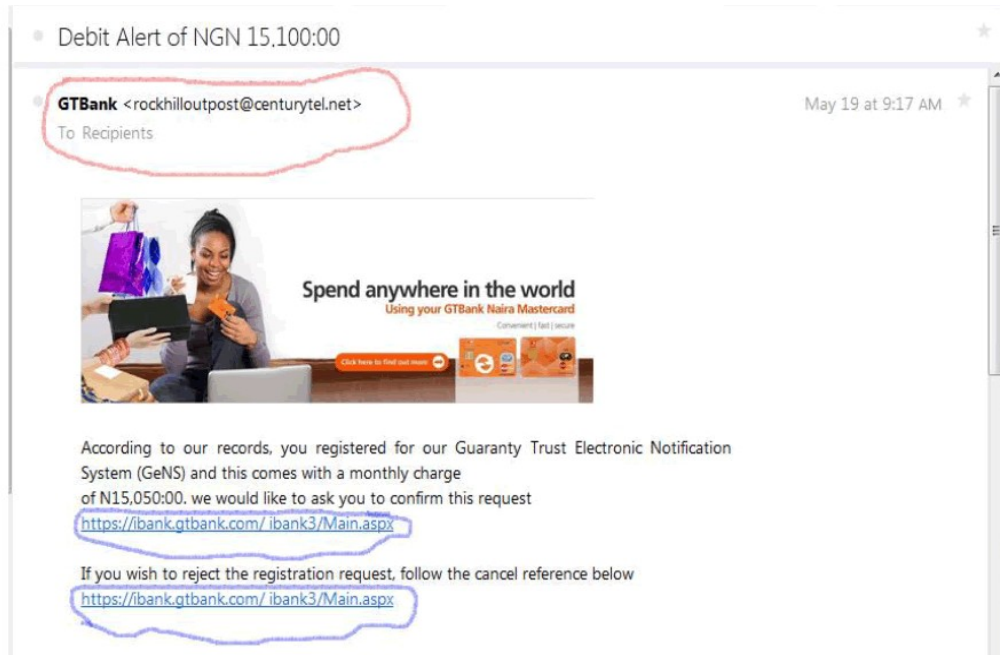 Debit Alert of NGN 15,100:00
GTBank <rockhilloutpost@centurytel.net>
May 19 at 9:17 AM
To Recipients
Spend anywhere in the world
Using your GTBank Naira Mastercard
Convenient | fast | secure
Click here to find out more
According to our records, you registered for our Guaranty Trust Electronic Notification
System (GeNS) and this comes with a monthly charge
of N15,050:00. we would like to ask you to confirm this request
https://ibank.gtbank.com/ ibank3/Main.aspx
If you wish to reject the registration request, follow the cancel reference below
https://ibank.gtbank.com/ ibank3/Main.aspx